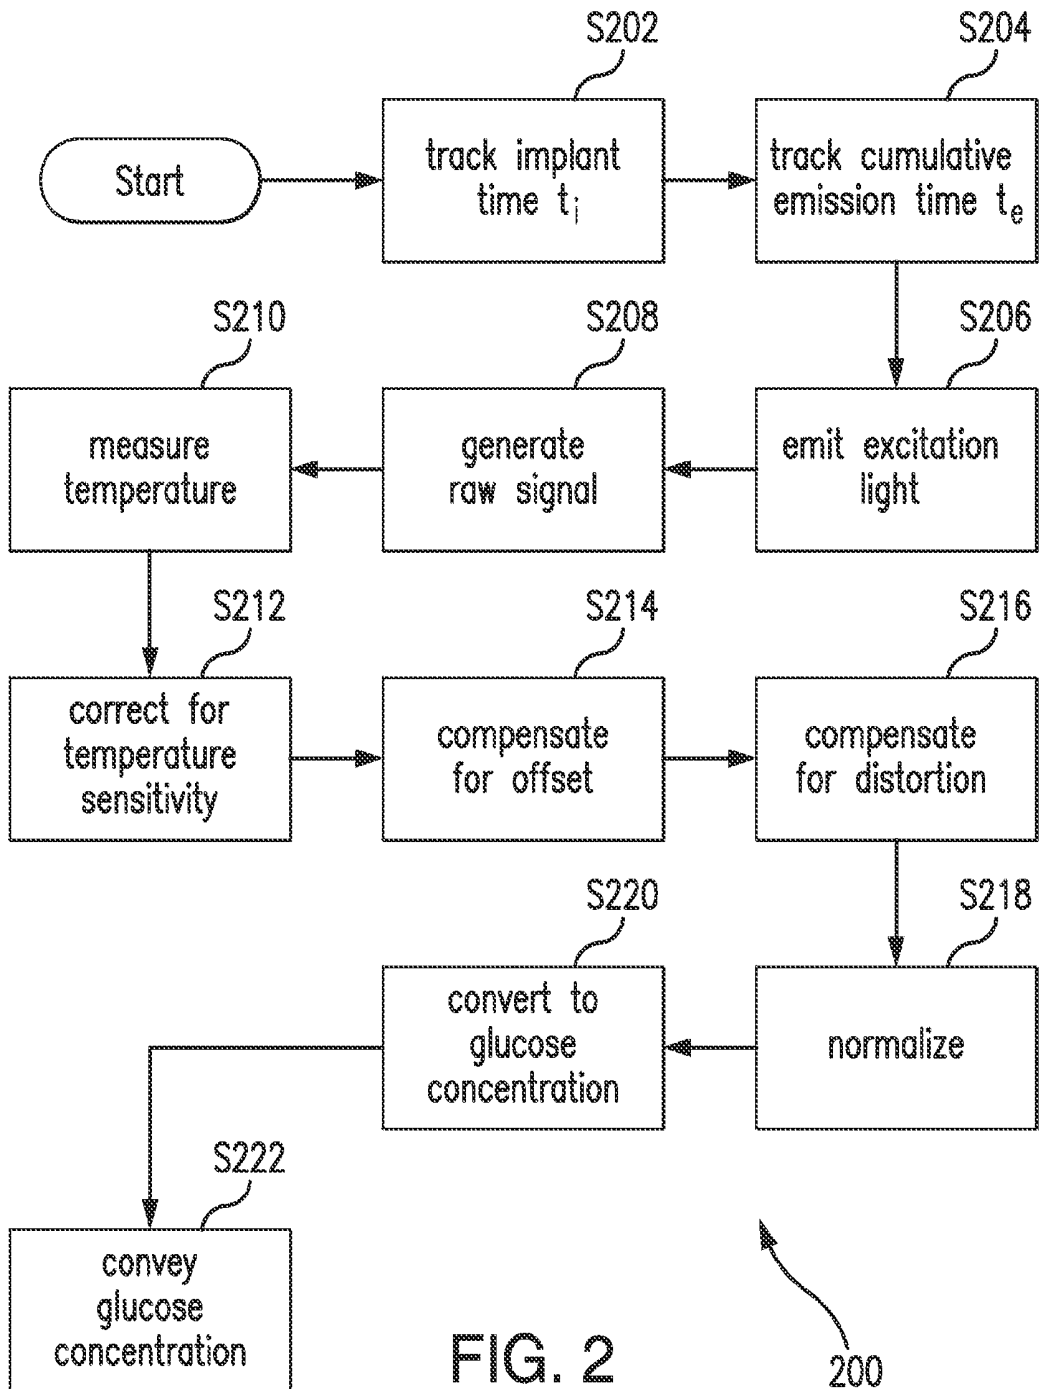 S202
S204
Start
track implant
time tᵢ
track cumulative
emission time tₑ
S210
S208
S206
measure
temperature
generate
raw signal
emit excitation
light
S212
S214
S216
correct for
temperature
sensitivity
compensate
for offset
compensate
for distortion
S220
S218
convert to
glucose
concentration
normalize
S222
convey
glucose
concentration
FIG. 2
200